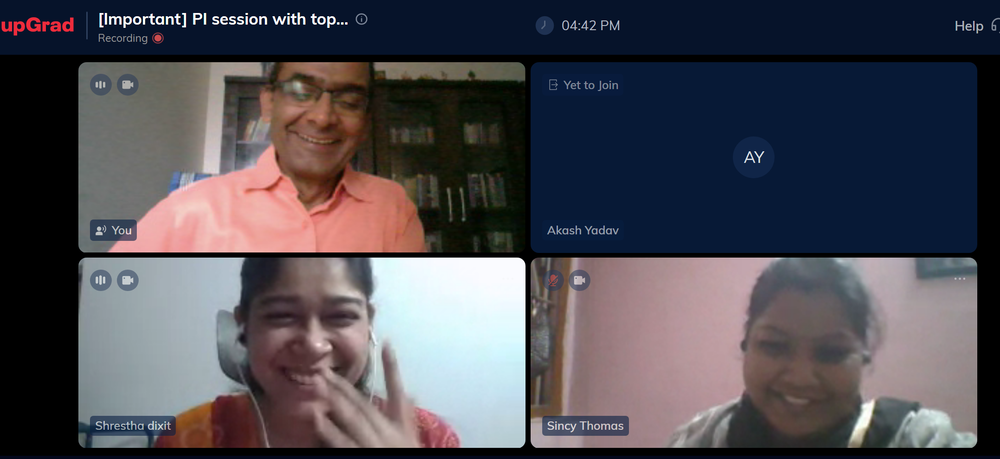 upGrad
[Important] PI session with top...
Recording
04:42 PM
Help
You
Yet to Join
AY
Akash Yadav
Shrestha dixit
Sincy Thomas